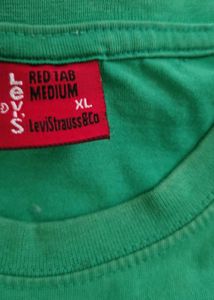 Levi's
RED TAB
MEDIUM
XL
LeviStrauss&Co